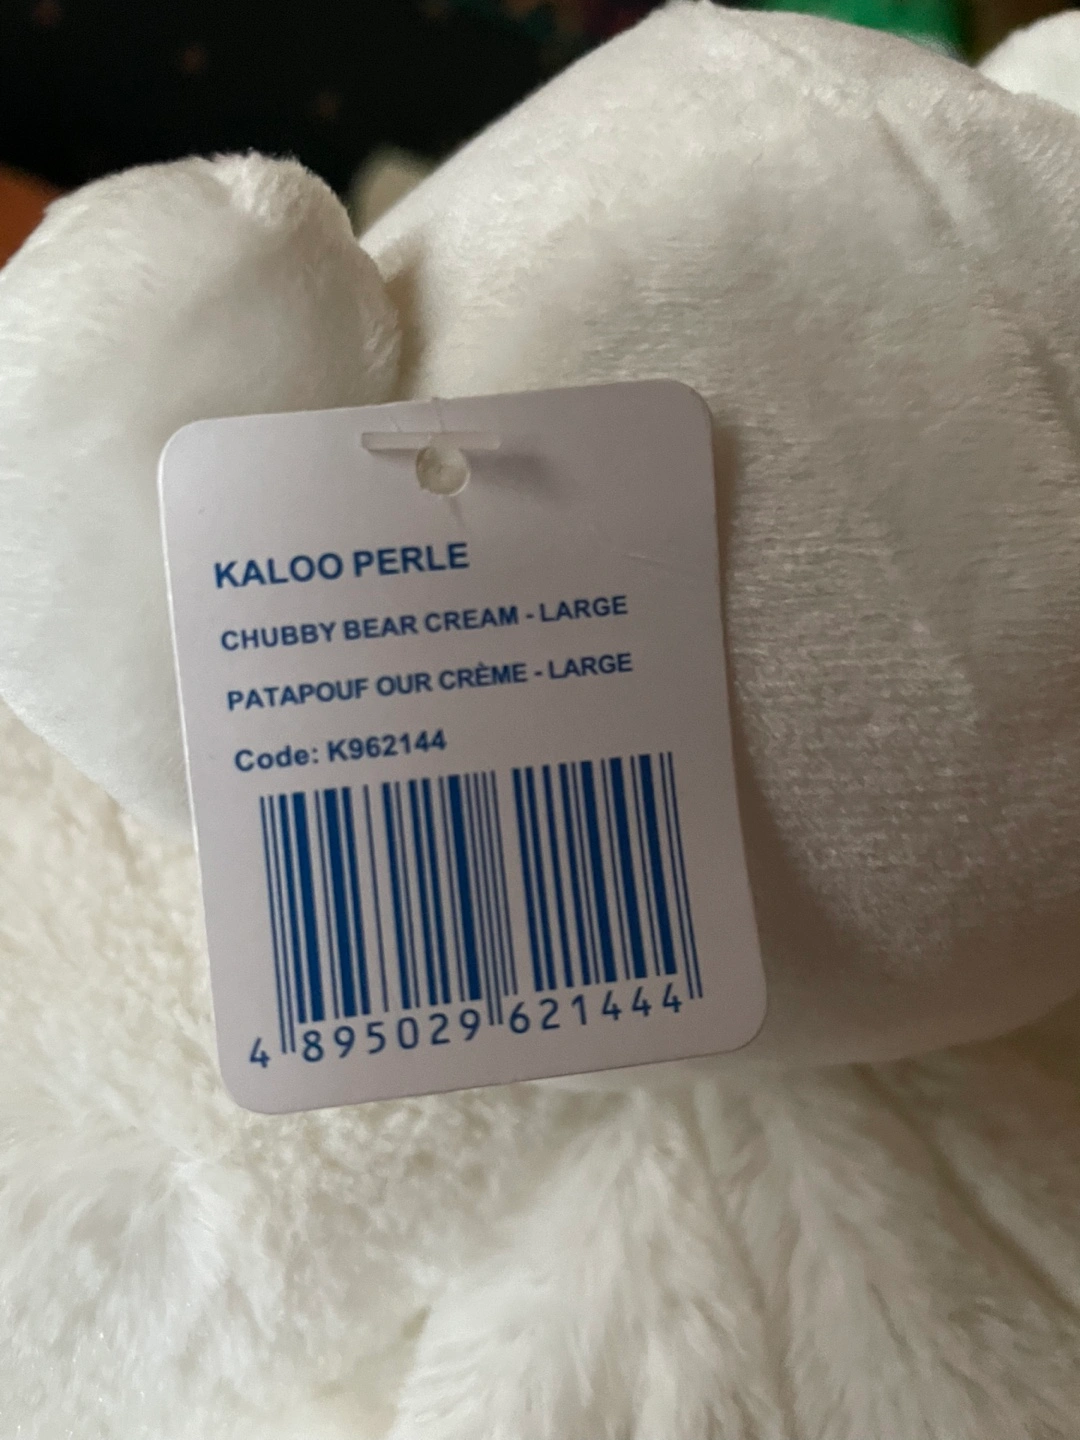 KALOO PERLE
CHUBBY BEAR CREAM - LARGE
PATAPOUF OUR CRÈME - LARGE
Code: K962144
4 895029 621444